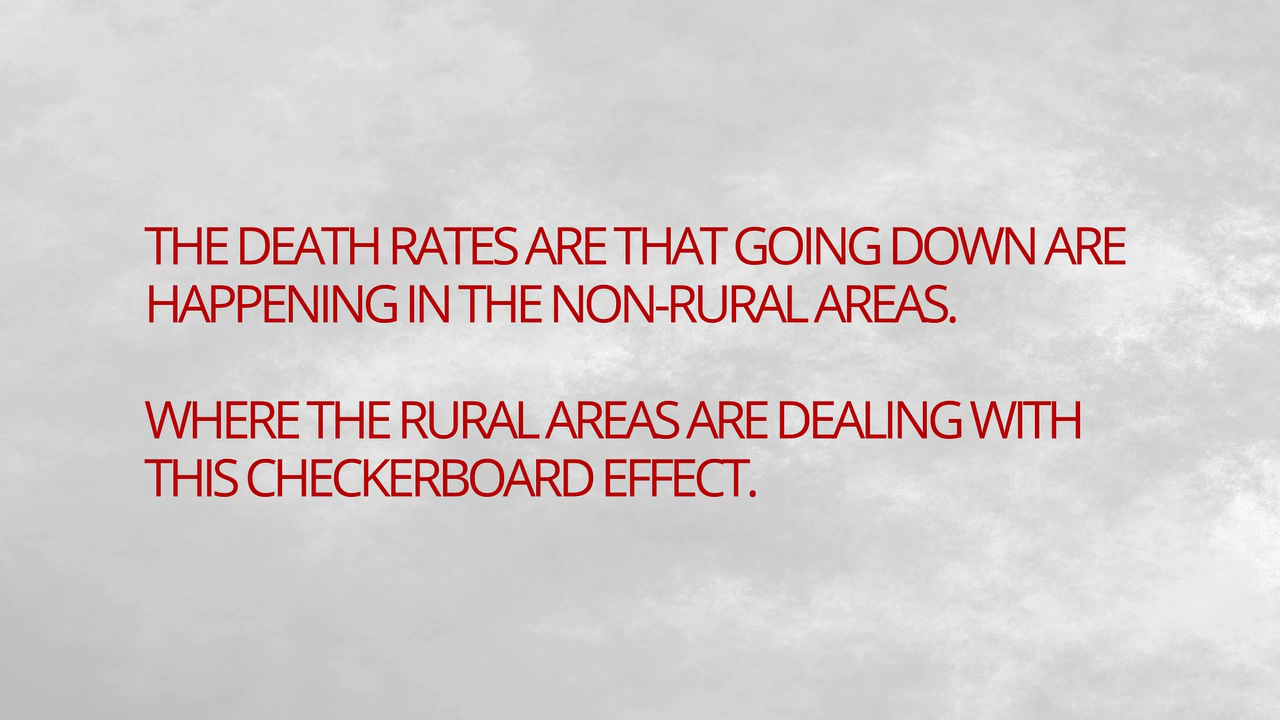 THE DEATH RATES ARE THAT GOING DOWN ARE
HAPPENING IN THE NON-RURAL AREAS.
WHERE THE RURAL AREAS ARE DEALING WITH
THIS CHECKERBOARD EFFECT.